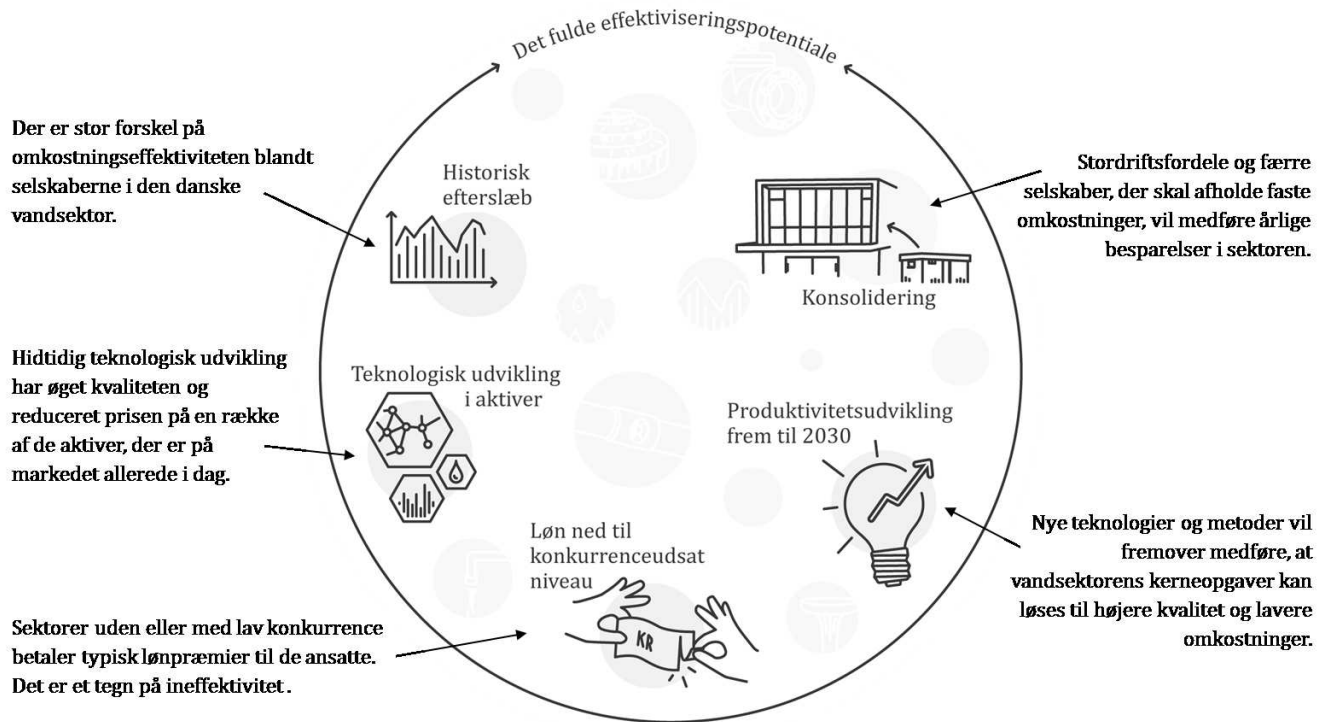 Det fulde effektiviseringspotentiale
Der er stor forskel på
omkostningseffektiviteten blandt
selskaberne i den danske
vandsektor.
Historisk
efterslæb
Stordriftsfordele og færre
selskaber, der skal afholde faste
omkostninger, vil medføre årlige
besparelser i sektoren.
Konsolidering
Hidtidig teknologisk udvikling
har øget kvaliteten og
reduceret prisen på en række
af de aktiver, der er på
markedet allerede i dag.
Teknologisk udvikling
i aktiver
Produktivitetsudvikling
frem til 2030
Nye teknologier og metoder vil
fremover medføre, at
vandsektorens kerneopgaver kan
løses til højere kvalitet og lavere
omkostninger.
Løn ned til
konkurrenceudsat
niveau
KR
Sektorer uden eller med lav konkurrence
betaler typisk lønpræmier til de ansatte.
Det er et tegn på ineffektivitet.